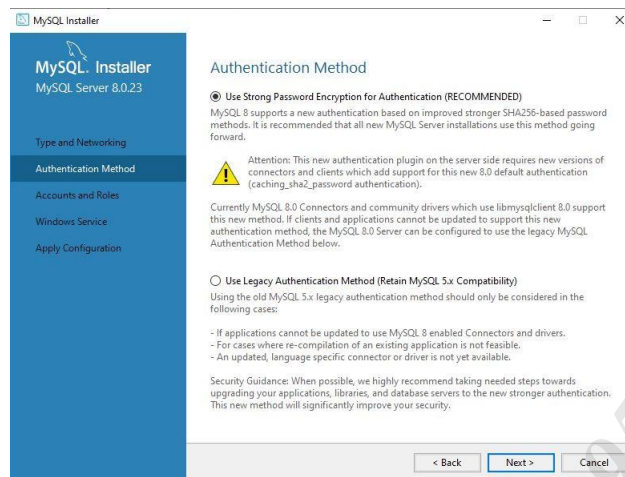 MySQL Installer
MySQL. Installer
MySQL Server 8.0.23
Type and Networking
Authentication Method
Accounts and Roles
Windows Service
Apply Configuration
Authentication Method
Use Strong Password Encryption for Authentication (RECOMMENDED)
MySQL 8 supports a new authentication based on improved stronger SHA256-based password
methods. It is recommended that all new MySQL Server installations use this method going
forward.
Attention: This new authentication plugin on the server side requires new versions of
connectors and clients which add support for this new 8.0 default authentication
(caching_sha2_password authentication).
Currently MySQL 8.0 Connectors and community drivers which use libmysqlclient 8.0 support
this new method. If clients and applications cannot be updated to support this new
authentication method, the MySQL 8.0 Server can be configured to use the legacy MySQL
Authentication Method below.
Use Legacy Authentication Method (Retain MySQL 5.x Compatibility)
Using the old MySQL 5.x legacy authentication method should only be considered in the
following cases:
- If applications cannot be updated to use MySQL 8 enabled Connectors and drivers.
- For cases where re-compilation of an existing application is not feasible.
- An updated, language specific connector or driver is not yet available.
Security Guidance: When possible, we highly recommend taking needed steps towards
upgrading your applications, libraries, and database servers to the new stronger authentication.
This new method will significantly improve your security.
< Back
Next >
Cancel